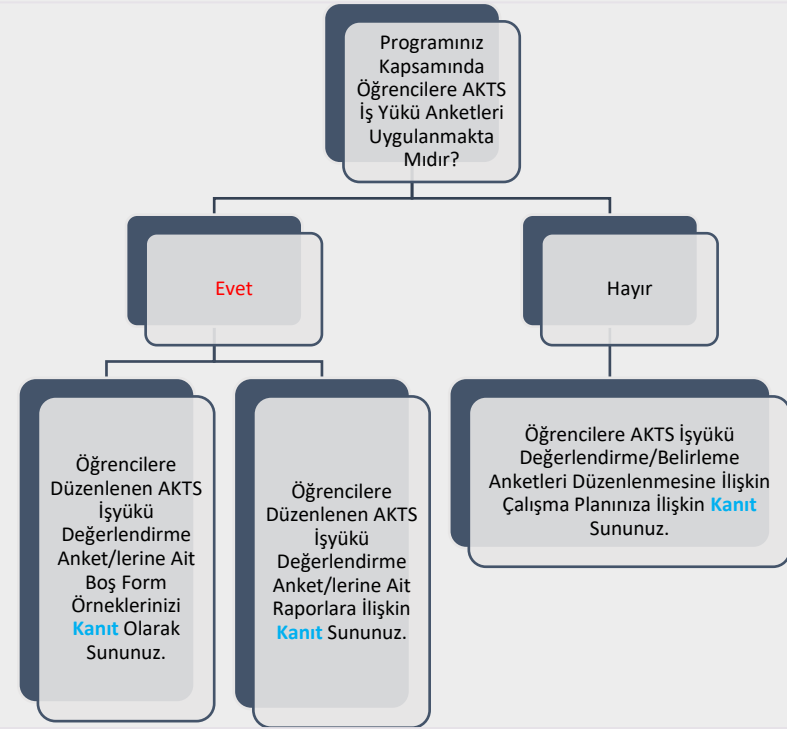 Programınız
Kapsamında
Öğrencilere AKTS
İş Yükü Anketleri
Uygulanmakta
Mıdır?
Evet
Hayır
Öğrencilere
Düzenlenen AKTS
İşyükü
Değerlendirme
Anket/lerine Ait
Boş Form
Örneklerinizi
Kanıt Olarak
Sununuz.
Öğrencilere
Düzenlenen AKTS
İşyükü
Değerlendirme
Anket/lerine Ait
Raporlara İlişkin
Kanıt Sununuz.
Öğrencilere AKTS İşyükü
Değerlendirme/Belirleme
Anketleri Düzenlenmesine İlişkin
Çalışma Planınıza İlişkin Kanıt
Sununuz.